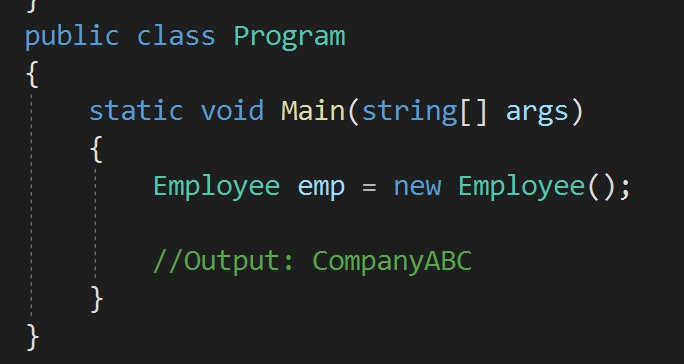 }
public class Program
{
    static void Main(string[] args)
    {
        Employee emp = new Employee();

        //Output: CompanyABC
    }
}